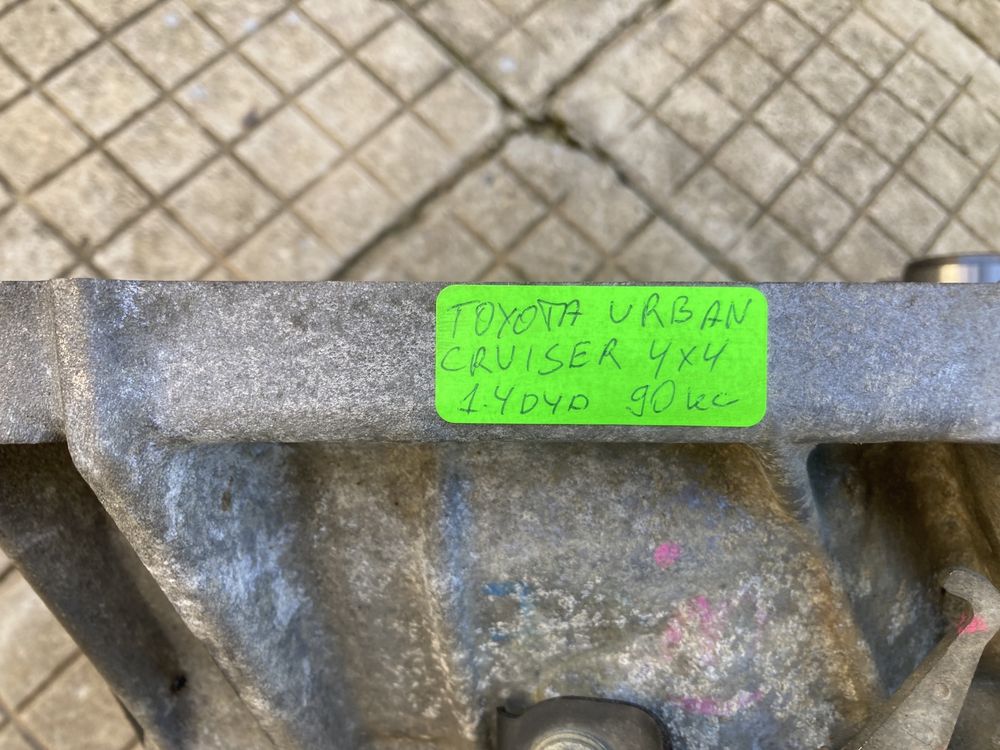 TOYOTA URBAN
CRUISER 4x4
1.4D4D 90кс